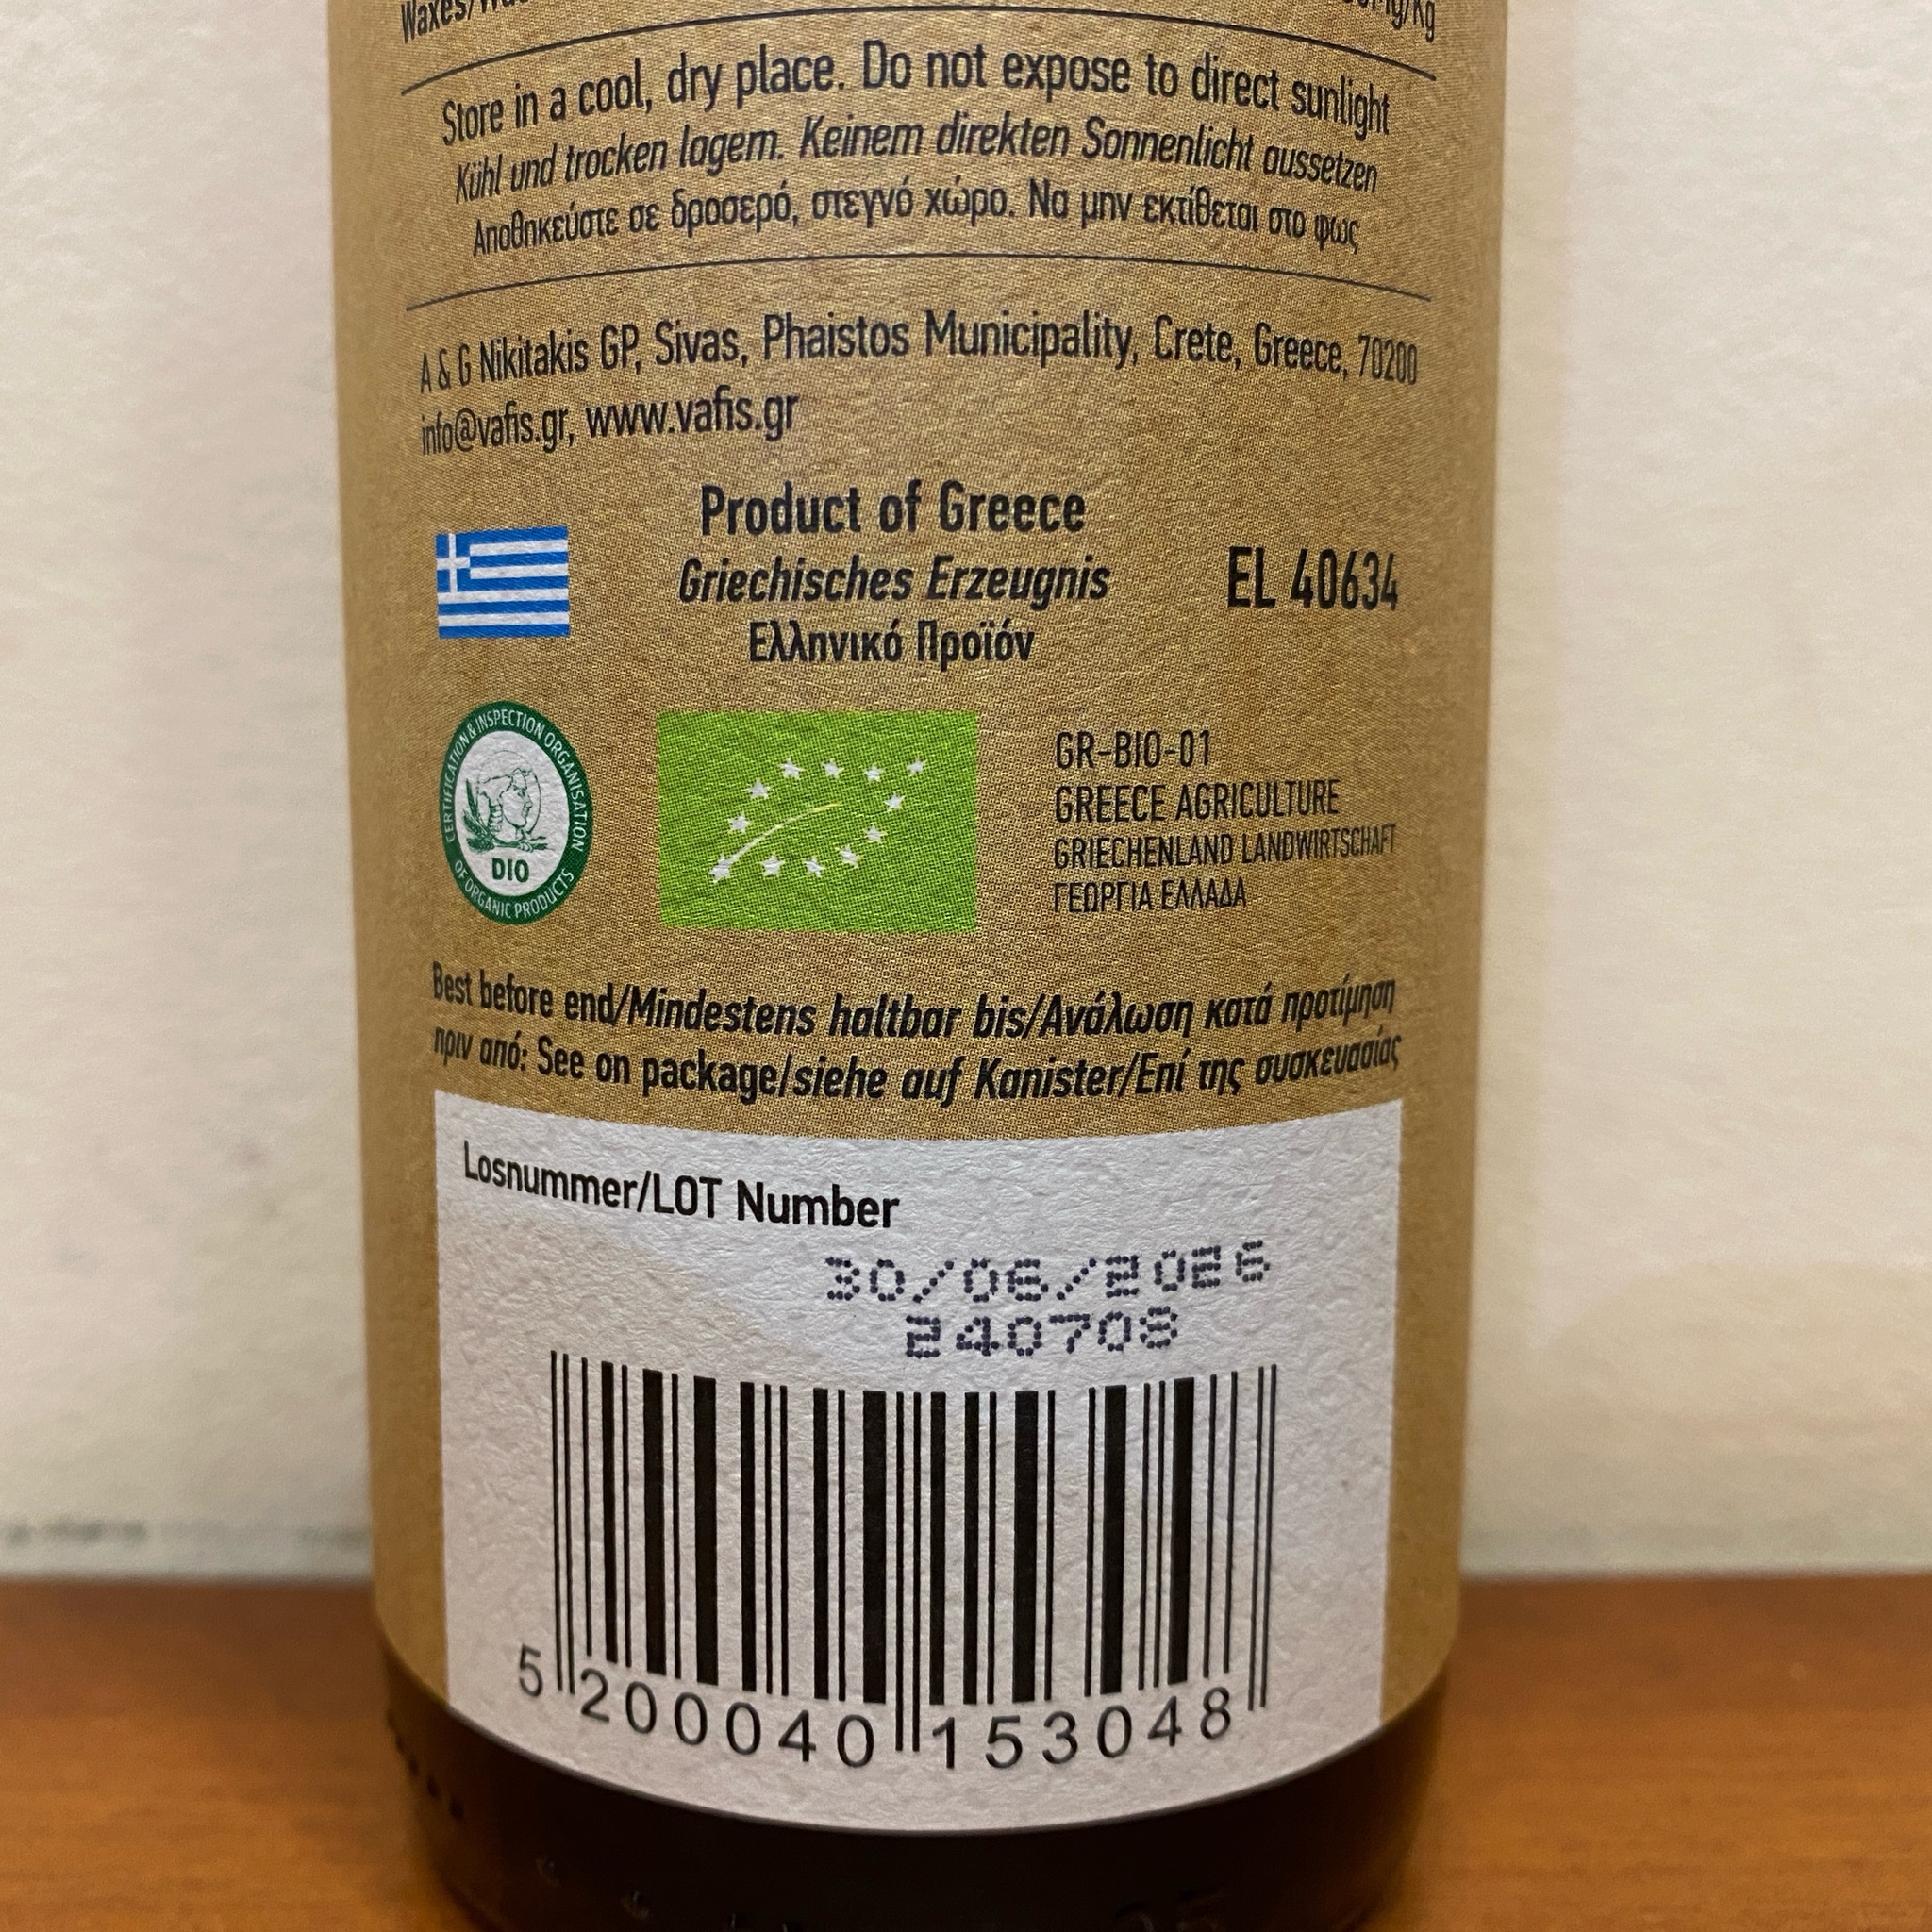 Waxes/
mg/Kg
Store in a cool, dry place. Do not expose to direct sunlight
Kühl und trocken lagern. Keinem direkten Sonnenlicht aussetzen
Αποθηκεύστε σε δροσερό, στεγνό χώρο. Να μην εκτίθεται στο φως
A & G Nikitakis GP, Sivas, Phaistos Municipality, Crete, Greece, 70200
info@vafis.gr, www.vafis.gr
Product of Greece
Griechisches Erzeugnis
Ελληνικό Προϊόν
EL 40634
CERTIFICATION & INSPECTION ORGANISATION
OF ORGANIC PRODUCTS
DIO
GR-BIO-01
GREECE AGRICULTURE
GRIECHENLAND LANDWIRTSCHAFT
ΓΕΩΡΓΙΑ ΕΛΛΑΔΑ
Best before end/Mindestens haltbar bis/Ανάλωση κατά προτίμηση
πριν από: See on package/siehe auf Kanister/Επί της συσκευασίας
Losnummer/LOT Number
30/06/2026
240708
5 200040 153048